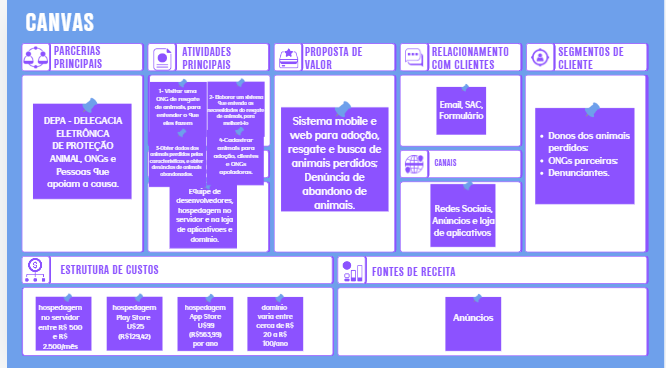 CANVAS
PARCERIAS
PRINCIPAIS
DEPA - DELEGACIA
ELETRÔNICA
DE PROTEÇÃO
ANIMAL, ONGs e
Pessoas que
apoiam a causa.
ATIVIDADES
PRINCIPAIS
1- Visitar uma
ONG de resgate
de animais, para
entender o que
eles fazem
2- Elaborar um sistema
que entenda as
necessidades do resgate
de animais, para
melhorá-lo
3-Obter dados dos
animais perdidos pelas
características, e obter
denúncias de animais
abandonados.
4-Cadastrar
animais para
adoção, clientes
e ONGs
apoiadoras.
Equipe de
desenvolvedores,
hospedagem no
servidor e na loja
de aplicativoes e
domínio.
PROPOSTA DE
VALOR
Sistema mobile e
web para adoção,
resgate e busca de
animais perdidos;
Denúncia de
abandono de
animais.
RELACIONAMENTO
COM CLIENTES
Email, SAC,
Formulário
CANAIS
Redes Sociais,
Anúncios e loja
de aplicativos
SEGMENTOS DE
CLIENTE
• Donos dos animais
perdidos;
• ONGs parceiras;
• Denunciantes.
ESTRUTURA DE CUSTOS
hospedagem
no servidor
entre R$ 500
e R$
2.500/mês
hospedagem
Play Store
U$25
(R$129,42)
hospedagem
App Store
U$99
(R$563,99)
por ano
domínio
varia entre
cerca de R$
20 a R$
100/ano
FONTES DE RECEITA
Anúncios